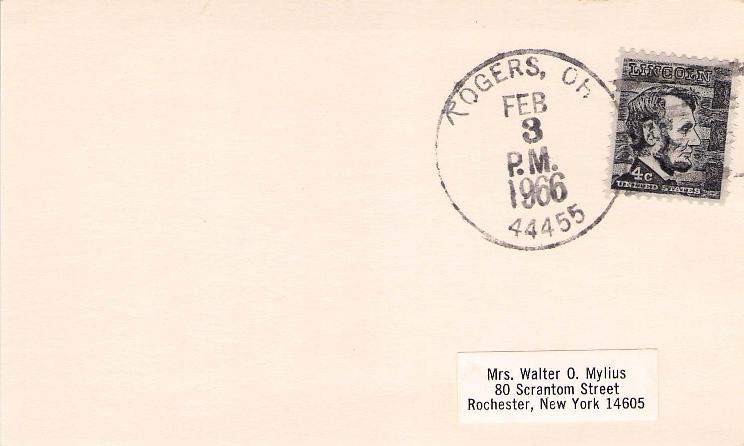 ROGERS, OH
FEB
3
P.M.
1966
44455
LINCOLN
4c
UNITED STATES
Mrs. Walter O. Mylius
80 Scrantom Street
Rochester, New York 14605